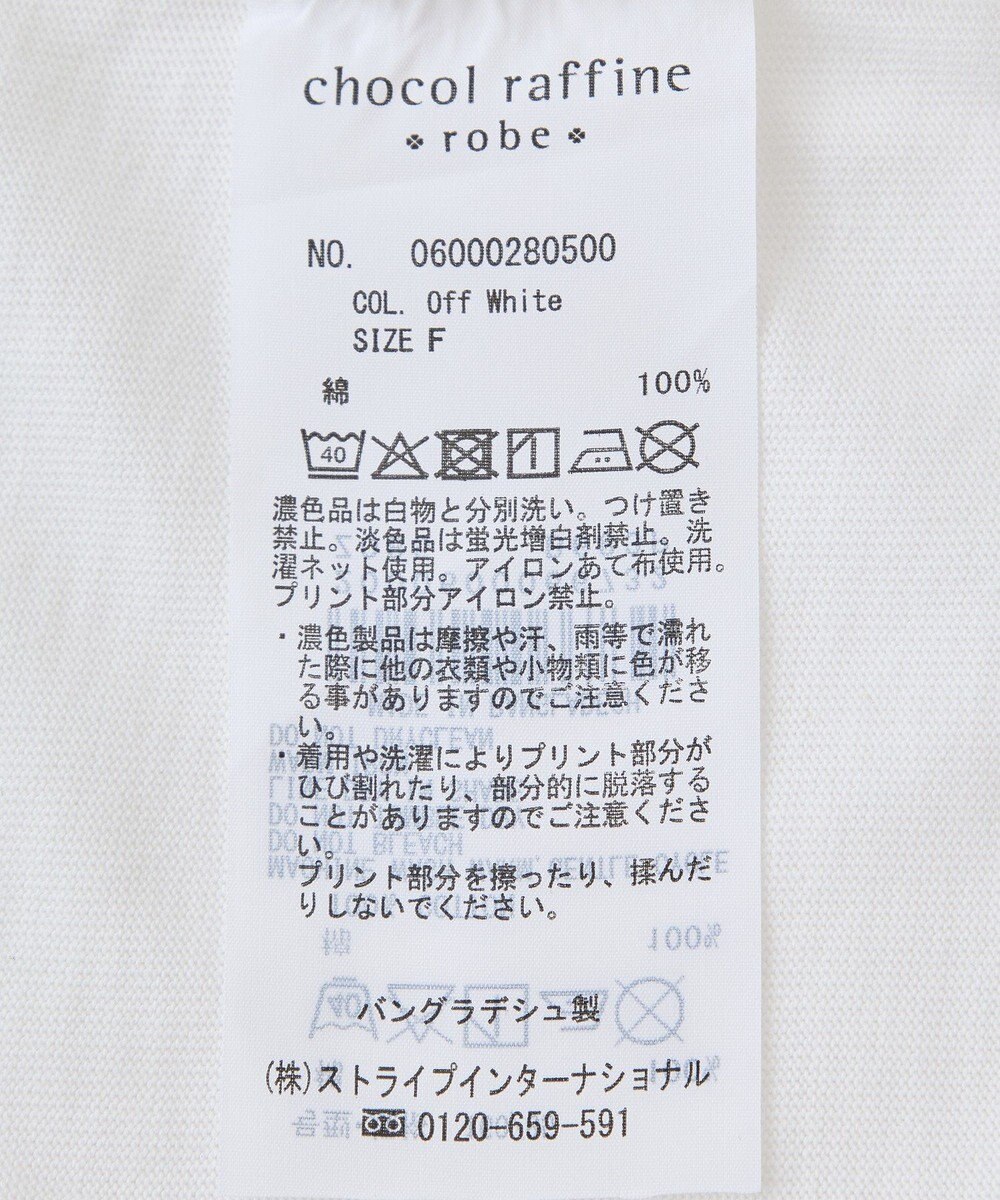 chocol raffine
robe
NO. 06000280500
COL. Off White
SIZE F
綿 100%
40
濃色品は白物と分別洗い。つけ置き
禁止。淡色品は蛍光増白剤禁止。洗
濯ネット使用。アイロンあて布使用。
プリント部分アイロン禁止。
・濃色製品は摩擦や汗、雨等で濡れ
た際に他の衣類や小物類に色が移
る事がありますのでご注意くださ
い。
・着用や洗濯によりプリント部分が
ひび割れたり、部分的に脱落する
ことがありますのでご注意くださ
い。
プリント部分を擦ったり、揉んだ
りしないでください。
バングラデシュ製
(株)ストライプインターナショナル
0120-659-591